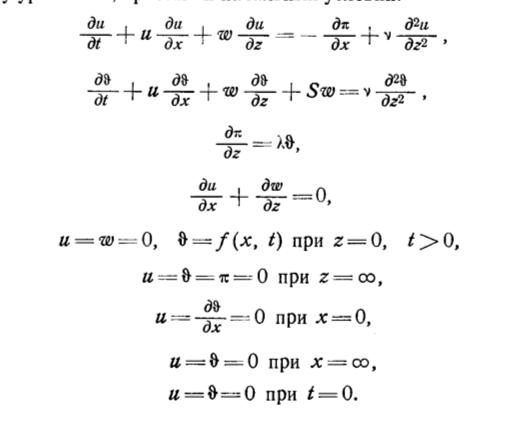 ∂u/∂t + u ∂u/∂x + w ∂u/∂z = − ∂π/∂x + ν ∂²u/∂z²,
∂ϑ/∂t + u ∂ϑ/∂x + w ∂ϑ/∂z + Sw = ν ∂²ϑ/∂z²,
∂π/∂z = λϑ,
∂u/∂x + ∂w/∂z = 0,
u = w = 0, ϑ = f(x, t) при z = 0, t > 0,
u = ϑ = π = 0 при z = ∞,
u = ∂ϑ/∂x = 0 при x = 0,
u = ϑ = 0 при x = ∞,
u = ϑ = 0 при t = 0.